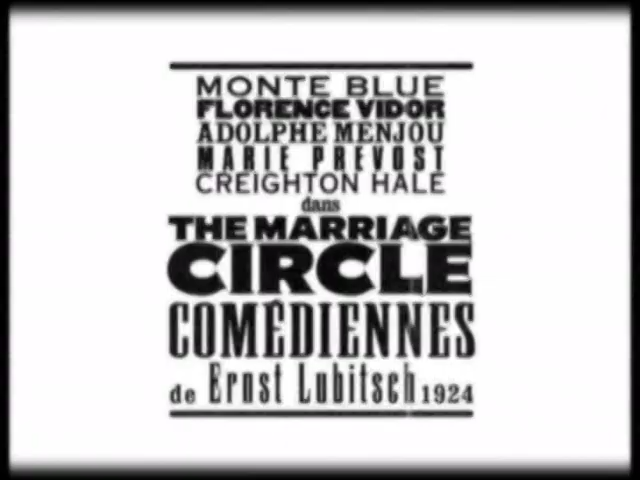 MONTE BLUE
FLORENCE VIDOR
ADOLPHE MENJOU
MARIE PREVOST
CREIGHTON HALE
dans
THE MARRIAGE
CIRCLE
COMÉDIENNES
de Ernst Lubitsch 1924